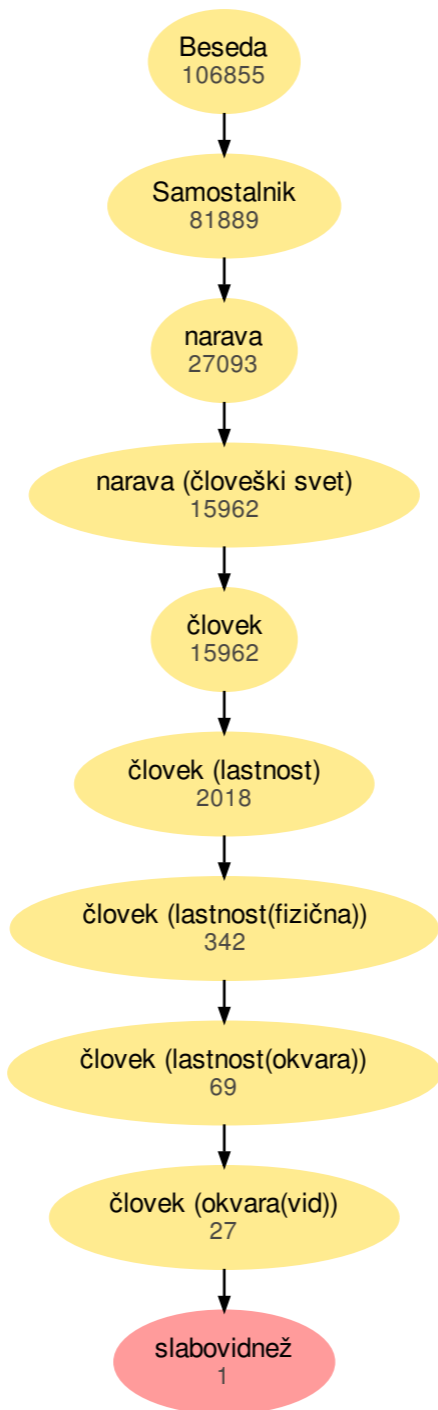 Beseda
106855
Samostalnik
81889
narava
27093
narava (človeški svet)
15962
človek
15962
človek (lastnost)
2018
človek (lastnost(fizična))
342
človek (lastnost(okvara))
69
človek (okvara(vid))
27
slabovidnež
1